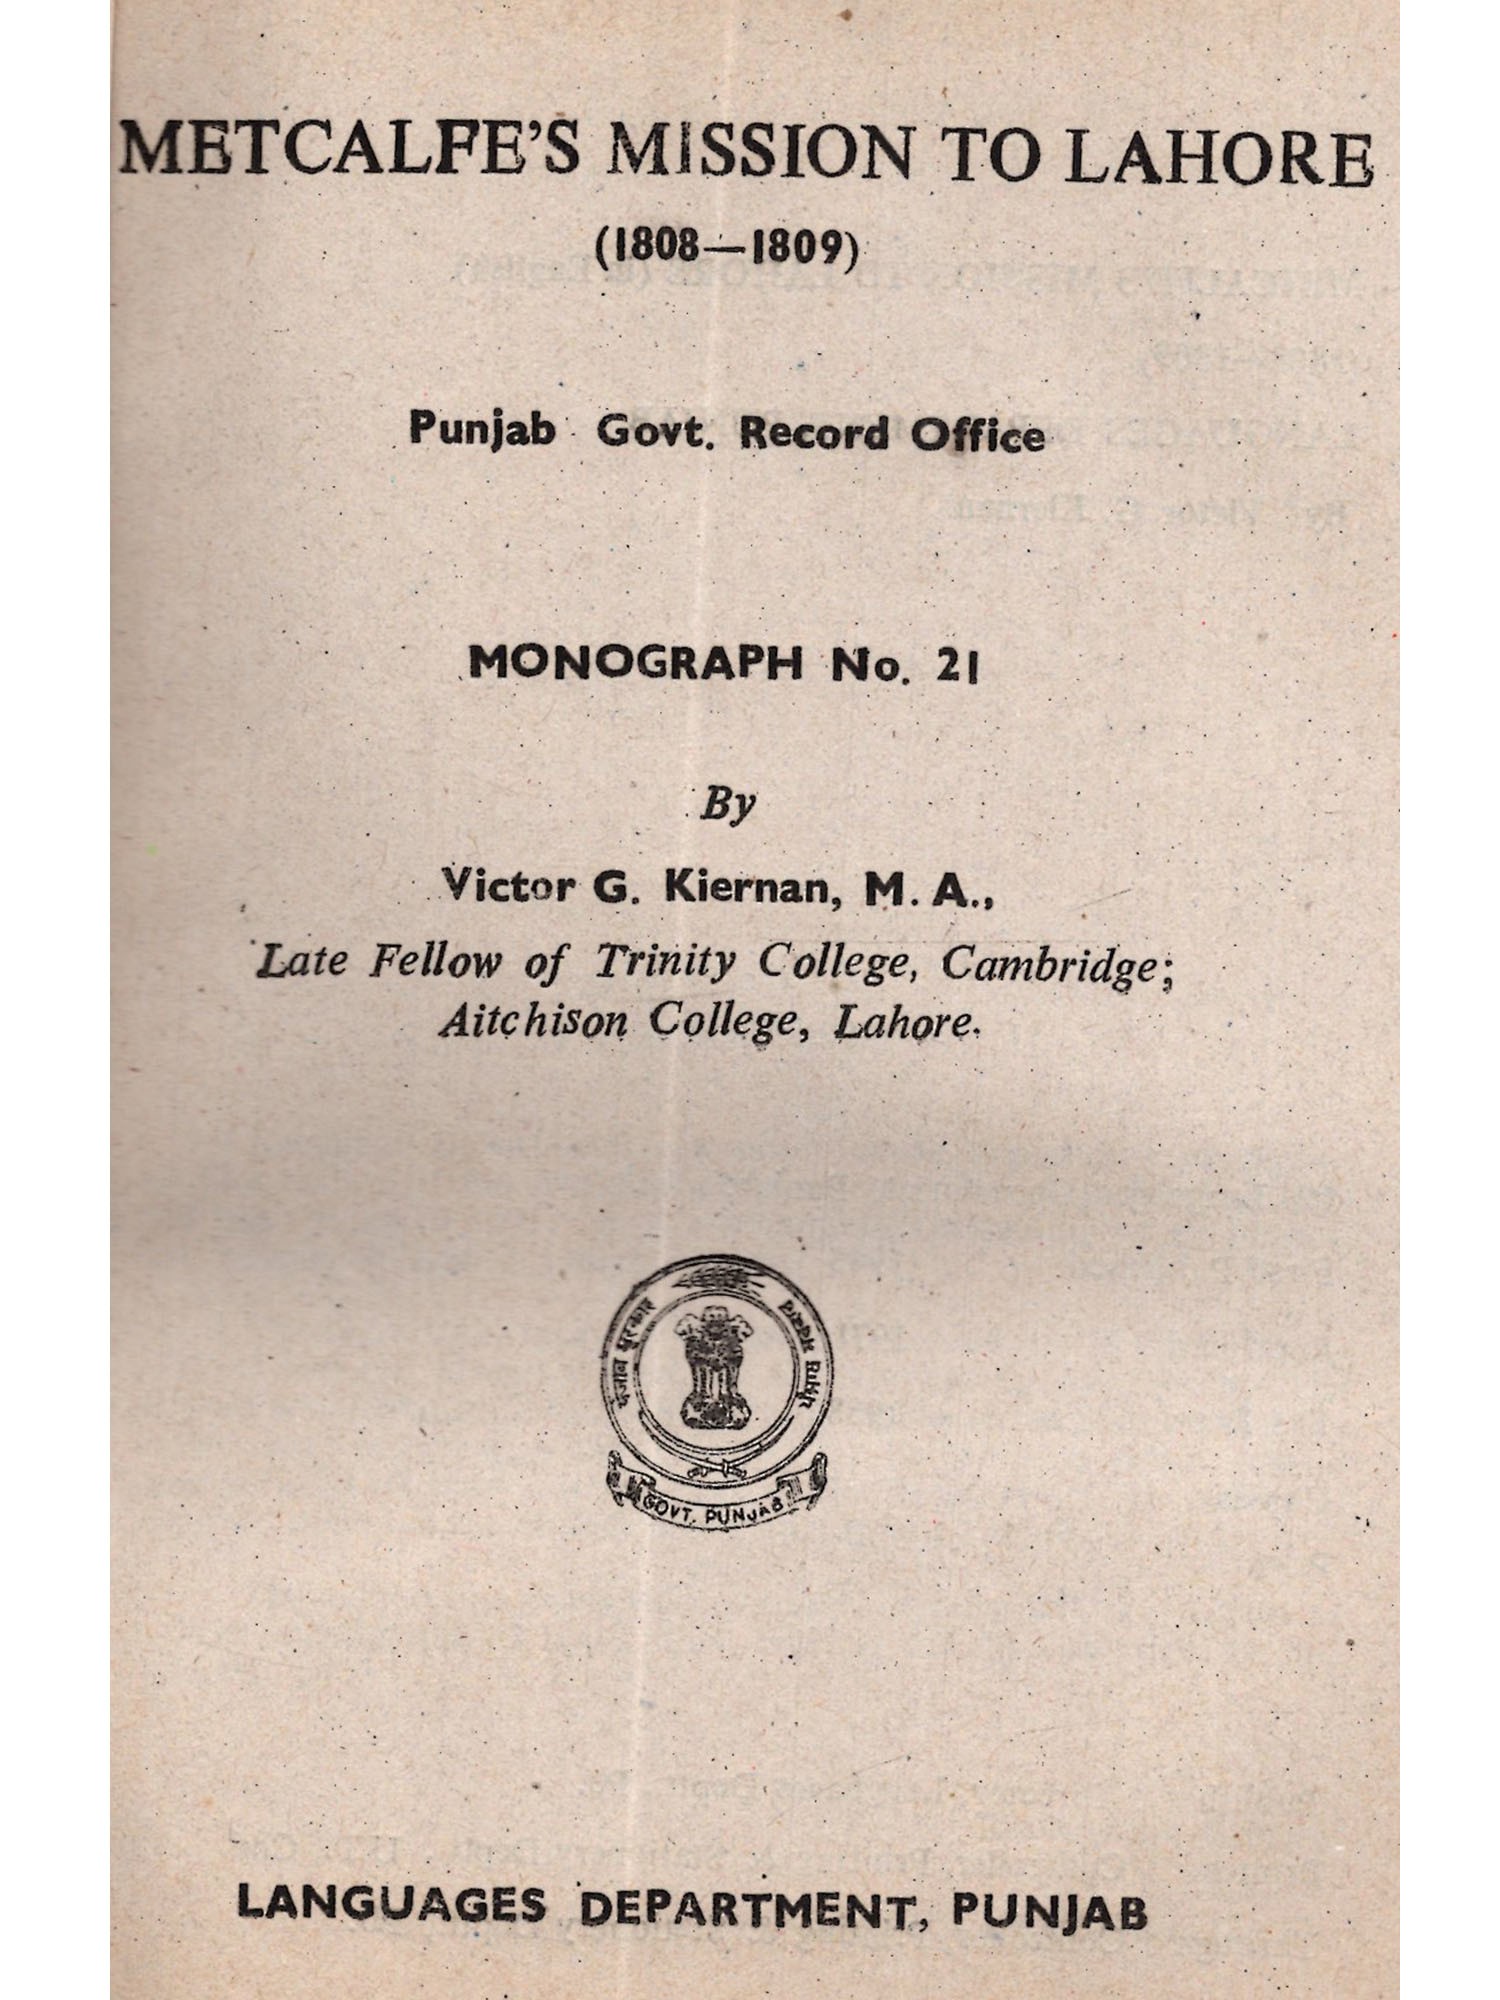 METCALFE'S MISSION TO LAHORE
(1808—1809)
Punjab Govt. Record Office
MONOGRAPH No. 21
By
Victor G. Kiernan, M. A.,
Late Fellow of Trinity College, Cambridge;
Aitchison College, Lahore.
GOVT. PUNJAB
LANGUAGES DEPARTMENT, PUNJAB